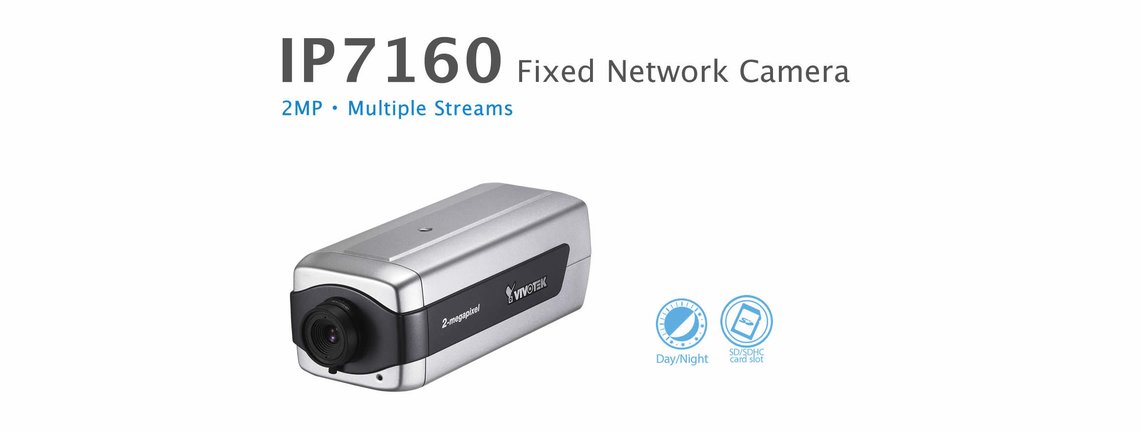 IP7160 Fixed Network Camera
2MP • Multiple Streams
VIVOTEK
2-megapixel
Day/Night
SD/SDHC
card slot